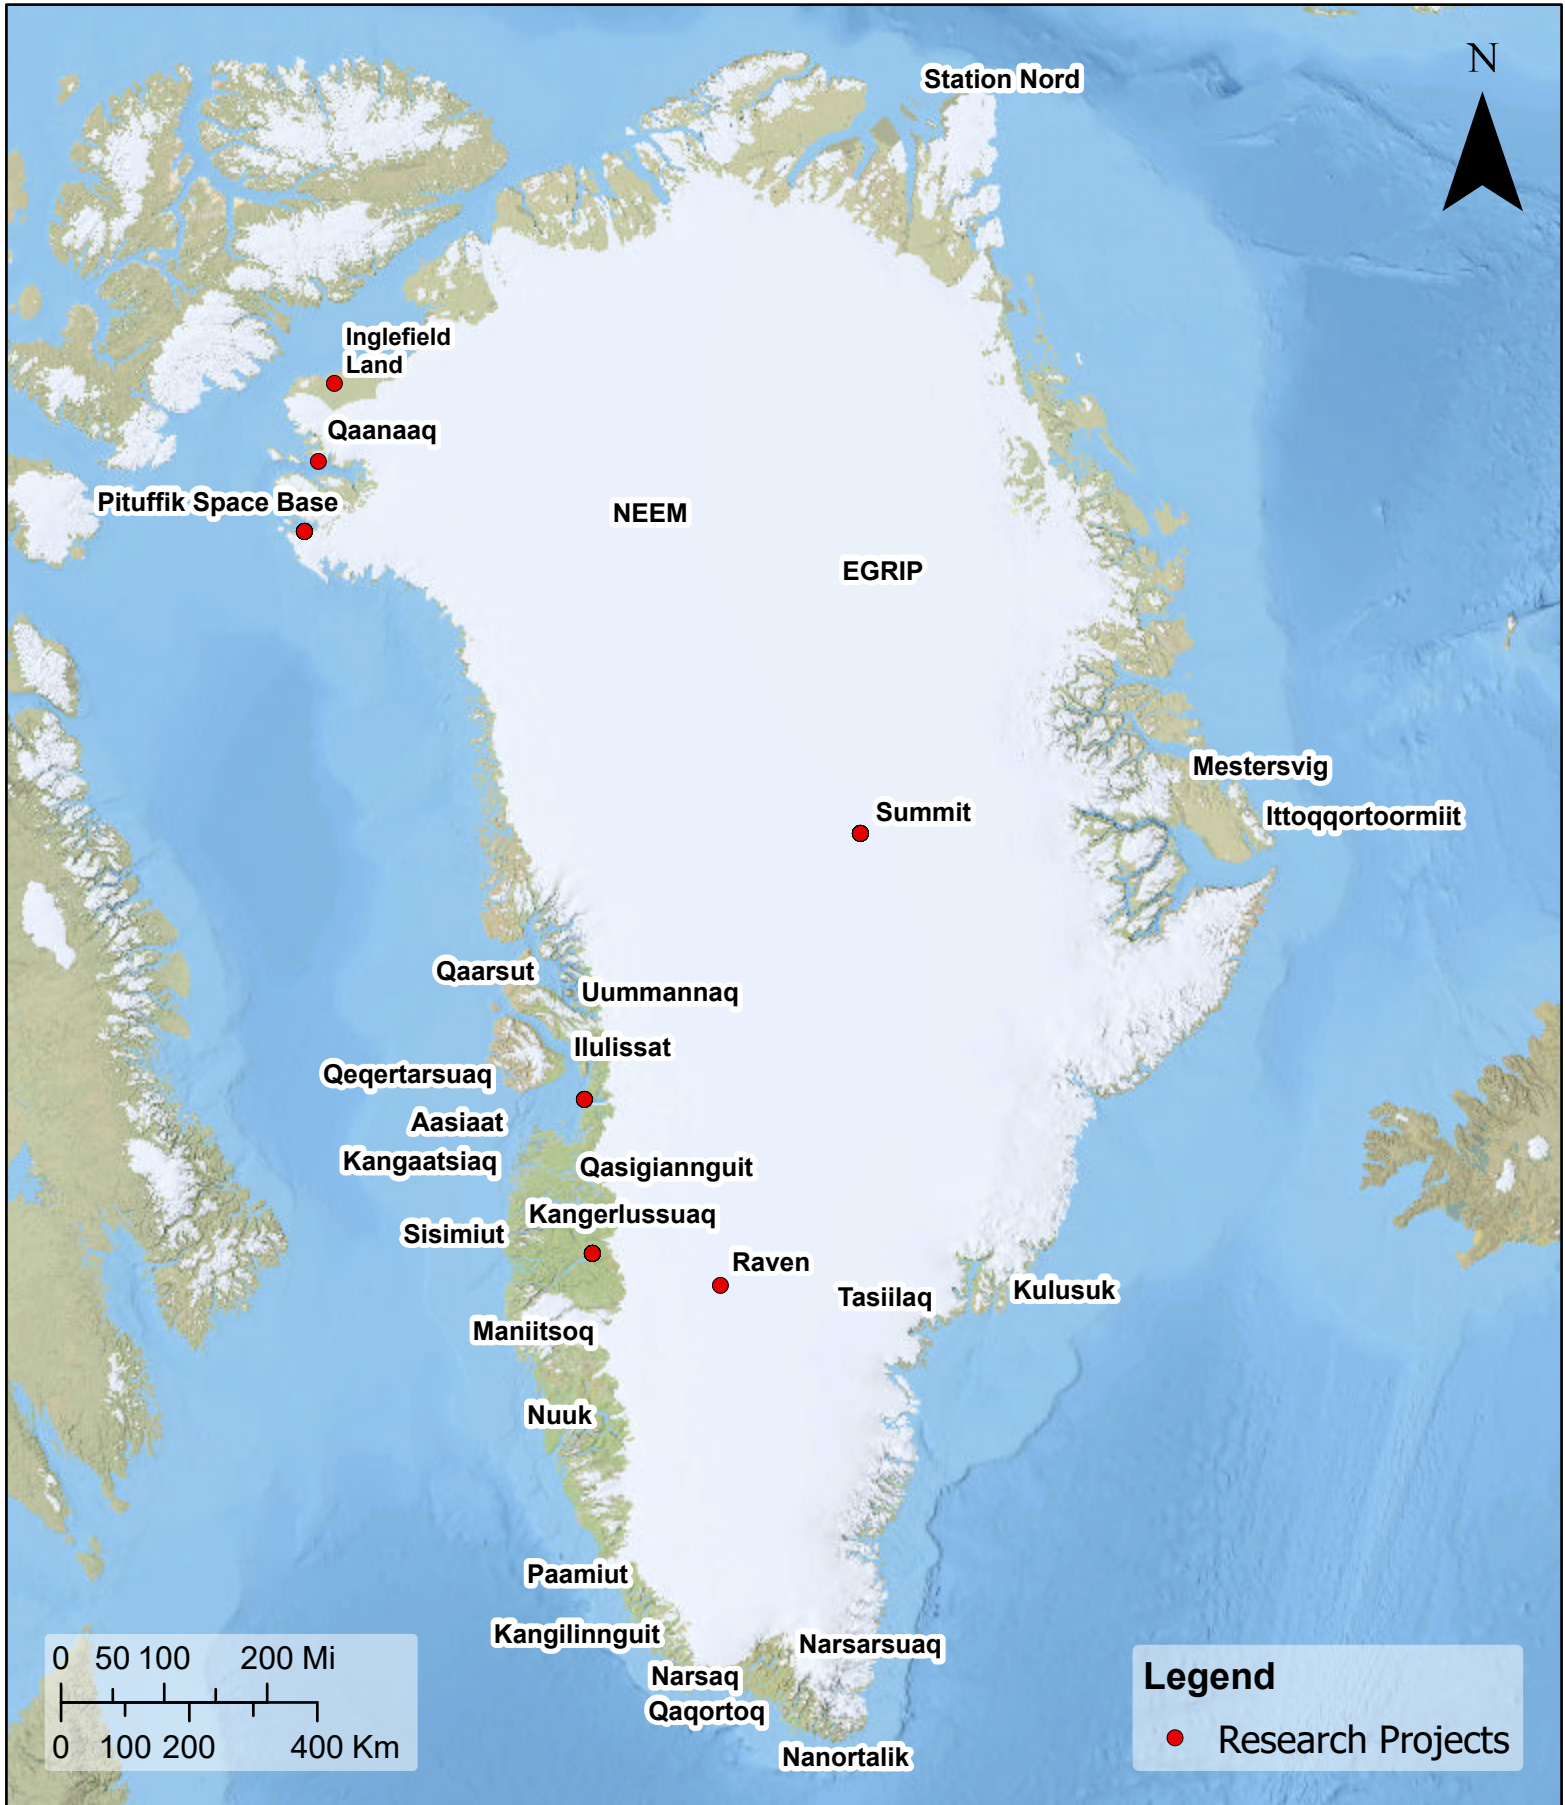 Station Nord
N
Inglefield
Land
Qaanaaq
Pituffik Space Base
NEEM
EGRIP
Mestersvig
Summit
Ittoqqortoormiit
Qaarsut
Uummannaq
Ilulissat
Qeqertarsuaq
Aasiaat
Kangaatsiaq
Qasigiannguit
Kangerlussuaq
Sisimiut
Raven
Tasiilaq
Kulusuk
Maniitsoq
Nuuk
Paamiut
Kangilinnguit
Narsarsuaq
Narsaq
Qaqortoq
Nanortalik
0 50 100 200 Mi
0 100 200 400 Km
Legend
Research Projects